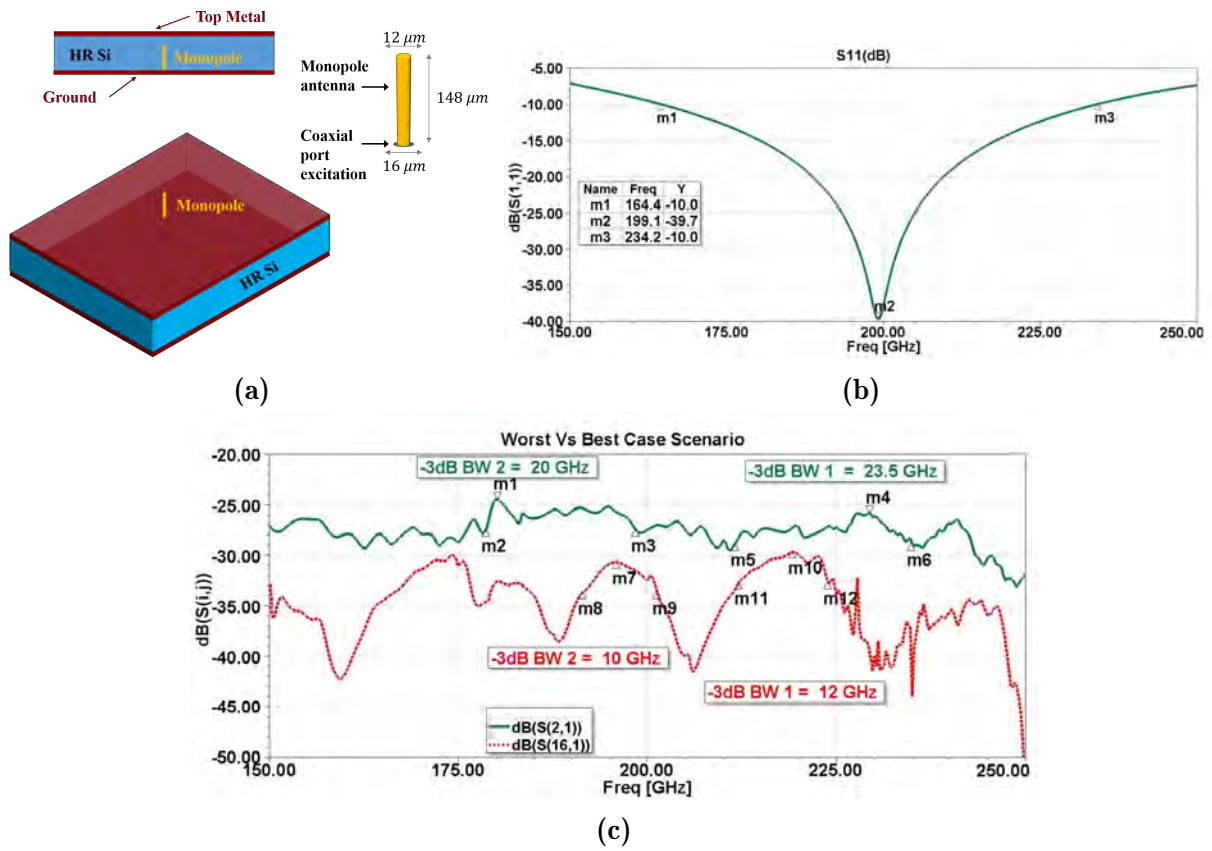 Top Metal
HR Si
Monopole
Ground
12 μm
Monopole
antenna
148 μm
Coaxial
port
excitation
16 μm
Monopole
HR Si
(a)
S11(dB)
-5.00
-10.00
-15.00
-20.00
-25.00
-30.00
-35.00
-40.00
dB(S(1,1))
m1
m3
m2
Name Freq Y
m1 164.4 -10.0
m2 199.1 -39.7
m3 234.2 -10.0
150.00 175.00 200.00 225.00 250.00
Freq [GHz]
(b)
Worst Vs Best Case Scenario
-20.00
-25.00
-30.00
-35.00
-40.00
-45.00
-50.00
dB(S(i,j))
-3dB BW 2 = 20 GHz
-3dB BW 1 = 23.5 GHz
m1
m4
m2
m3
m5
m6
m7
m10
m8
m9
m11
m12
-3dB BW 2 = 10 GHz
-3dB BW 1 = 12 GHz
dB(S(2,1))
dB(S(16,1))
150.00 175.00 200.00 225.00 250.00
Freq [GHz]
(c)